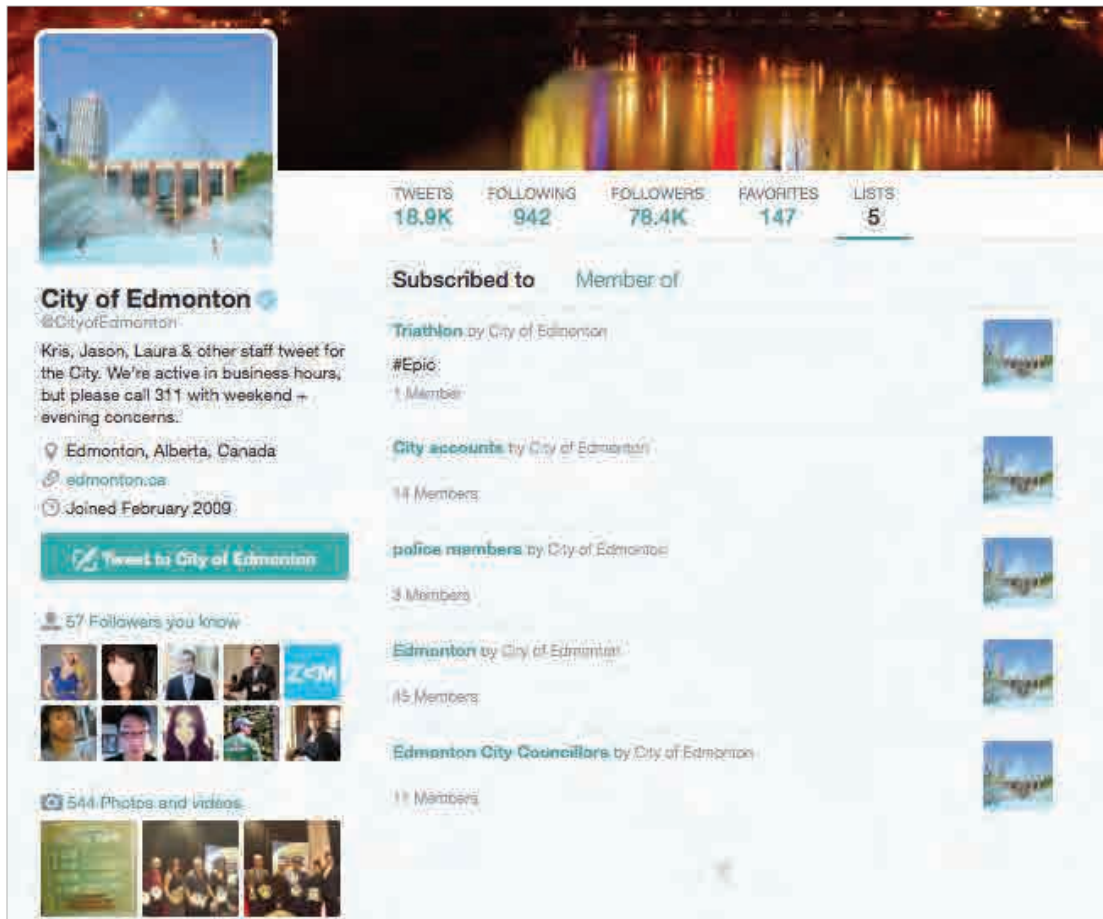 TWEETS FOLLOWING FOLLOWERS FAVORITES LISTS
18.9K 942 78.4K 147 5
City of Edmonton
@CityofEdmonton
Kris, Jason, Laura & other staff tweet for
the City. We're active in business hours,
but please call 311 with weekend +
evening concerns.
Edmonton, Alberta, Canada
edmonton.ca
Joined February 2009
Tweet to City of Edmonton
57 Followers you know
ZCM
544 Photos and videos
Subscribed to Member of
Triathlon by City of Edmonton
#Epic
1 Member
City accounts by City of Edmonton
14 Members
police members by City of Edmonton
3 Members
Edmonton by City of Edmonton
45 Members
Edmonton City Councillors by City of Edmonton
11 Members